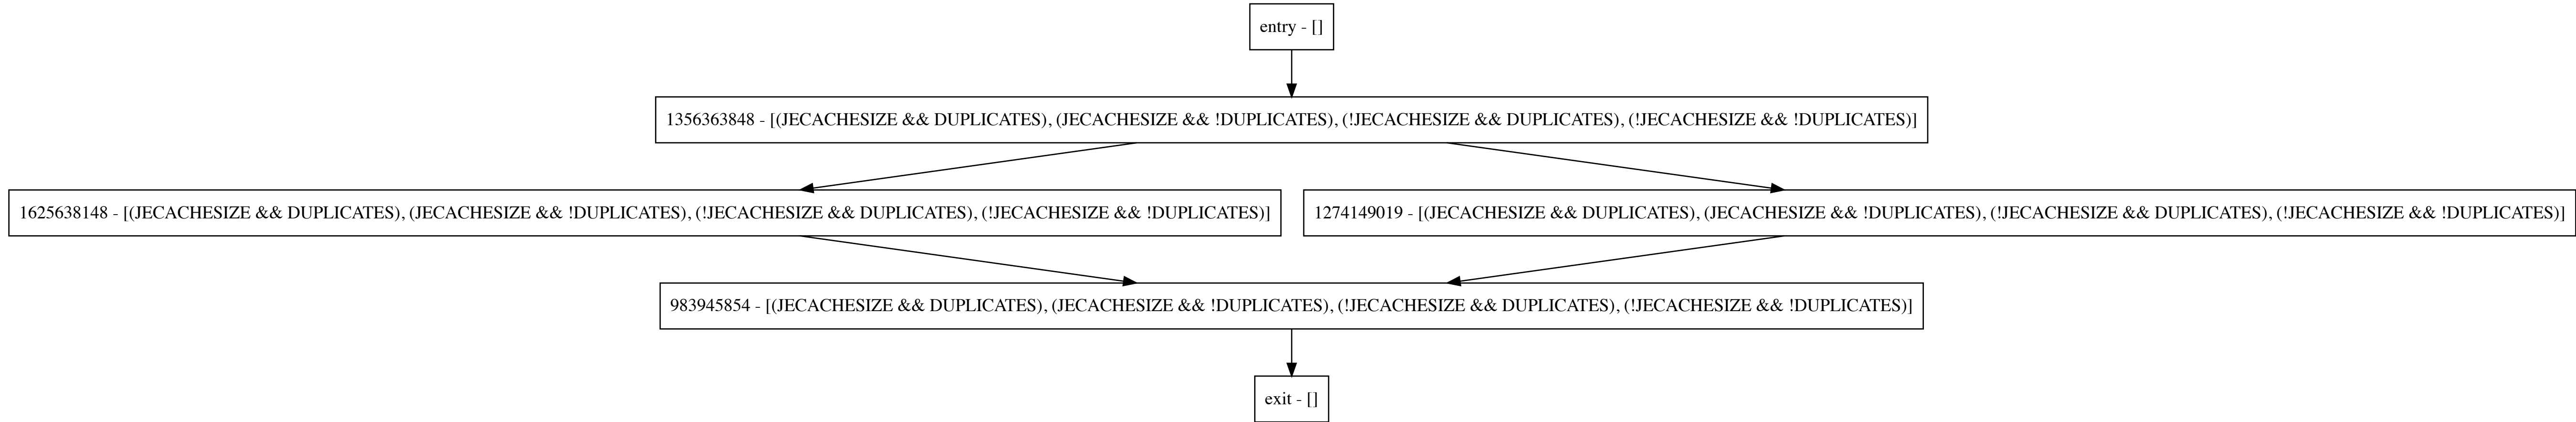 entry - []
1356363848 - [(JECACHESIZE && DUPLICATES), (JECACHESIZE && !DUPLICATES), (!JECACHESIZE && DUPLICATES), (!JECACHESIZE && !DUPLICATES)]
1625638148 - [(JECACHESIZE && DUPLICATES), (JECACHESIZE && !DUPLICATES), (!JECACHESIZE && DUPLICATES), (!JECACHESIZE && !DUPLICATES)]
1274149019 - [(JECACHESIZE && DUPLICATES), (JECACHESIZE && !DUPLICATES), (!JECACHESIZE && DUPLICATES), (!JECACHESIZE && !DUPLICATES)]
983945854 - [(JECACHESIZE && DUPLICATES), (JECACHESIZE && !DUPLICATES), (!JECACHESIZE && DUPLICATES), (!JECACHESIZE && !DUPLICATES)]
exit - []